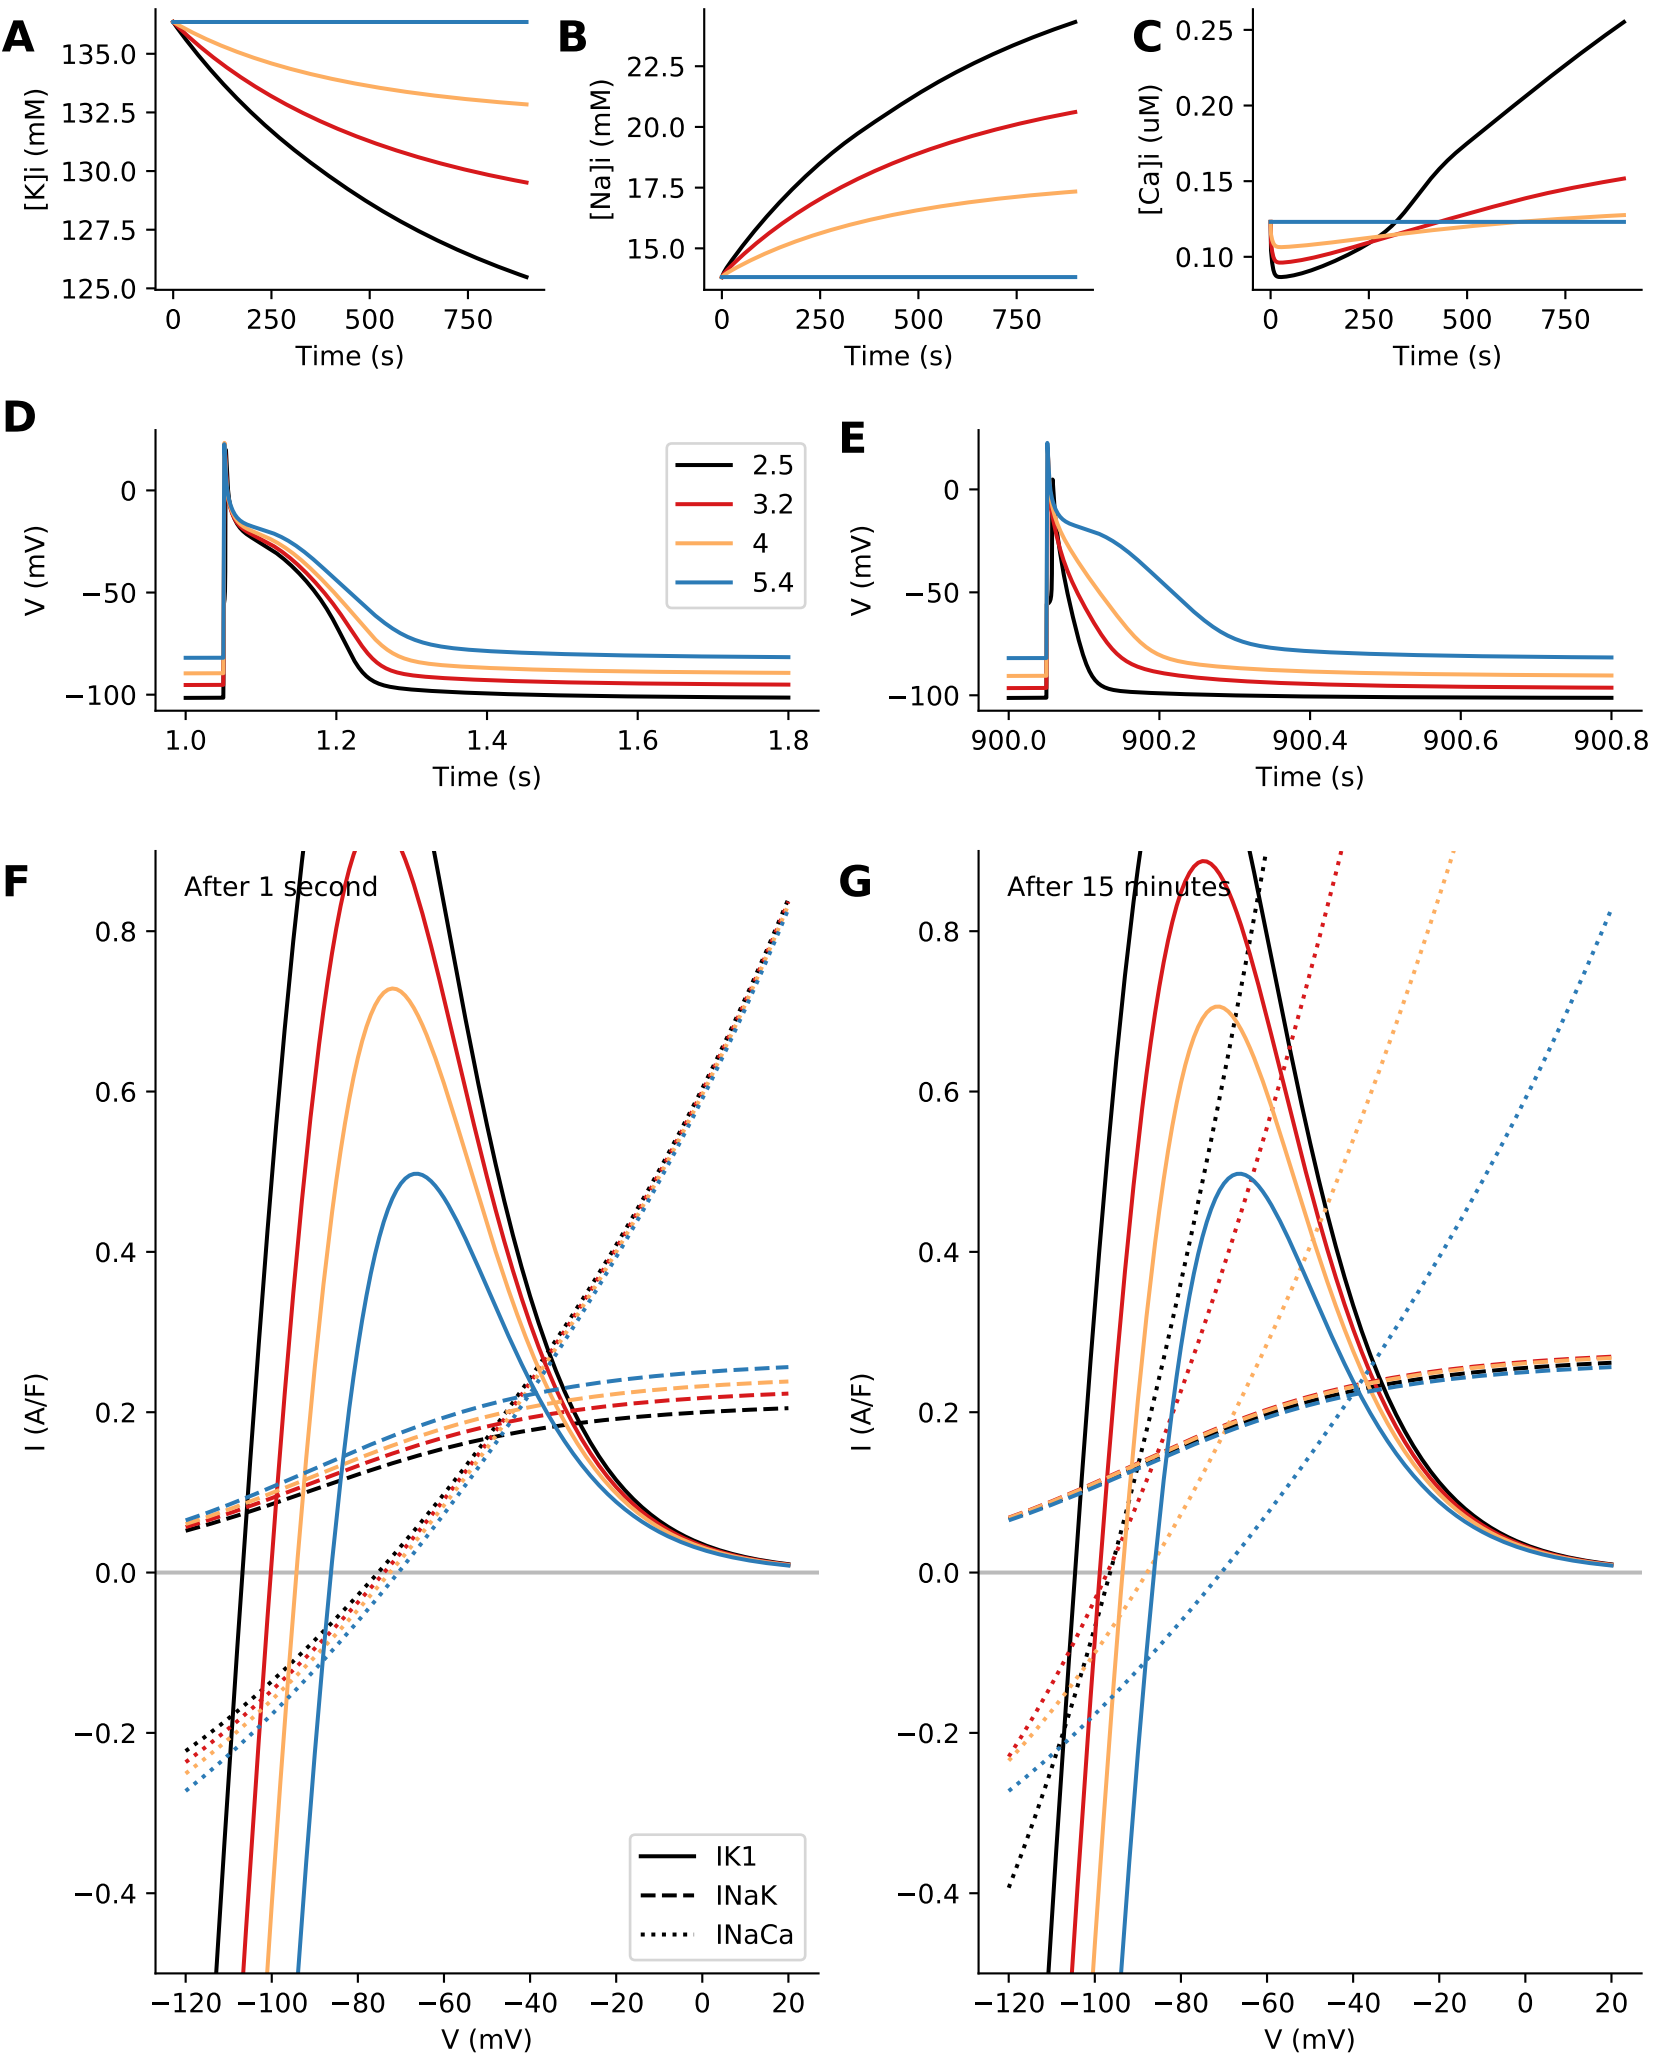 A
[K]i (mM)
135.0
132.5
130.0
127.5
125.0
0 250 500 750
Time (s)
B
[Na]i (mM)
22.5
20.0
17.5
15.0
0 250 500 750
Time (s)
C
[Ca]i (uM)
0.25
0.20
0.15
0.10
0 250 500 750
Time (s)
D
V (mV)
0
−50
−100
1.0 1.2 1.4 1.6 1.8
Time (s)
2.5
3.2
4
5.4
E
V (mV)
0
−50
−100
900.0 900.2 900.4 900.6 900.8
Time (s)
F
After 1 second
I (A/F)
0.8
0.6
0.4
0.2
0.0
−0.2
−0.4
IK1
INaK
INaCa
−120 −100 −80 −60 −40 −20 0 20
V (mV)
G
After 15 minutes
I (A/F)
0.8
0.6
0.4
0.2
0.0
−0.2
−0.4
−120 −100 −80 −60 −40 −20 0 20
V (mV)